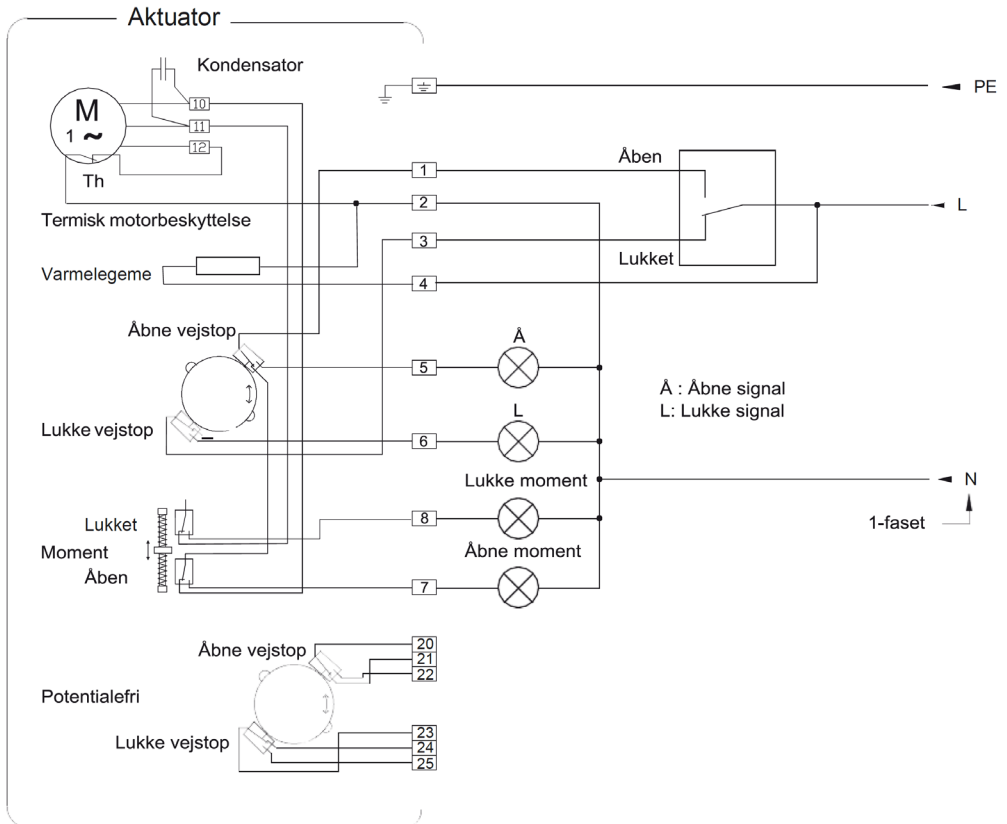 Aktuator
Kondensator
10
M
1 ~
11
12
Th
PE
Åben
1
2
L
Termisk motorbeskyttelse
3
Lukket
Varmelegeme
4
Åbne vejstop
Å
5
Å : Åbne signal
L: Lukke signal
L
Lukke vejstop
6
Lukke moment
N
Lukket
8
1-faset
Moment
Åbne moment
Åben
7
Åbne vejstop
20
21
22
Potentialefri
Lukke vejstop
23
24
25